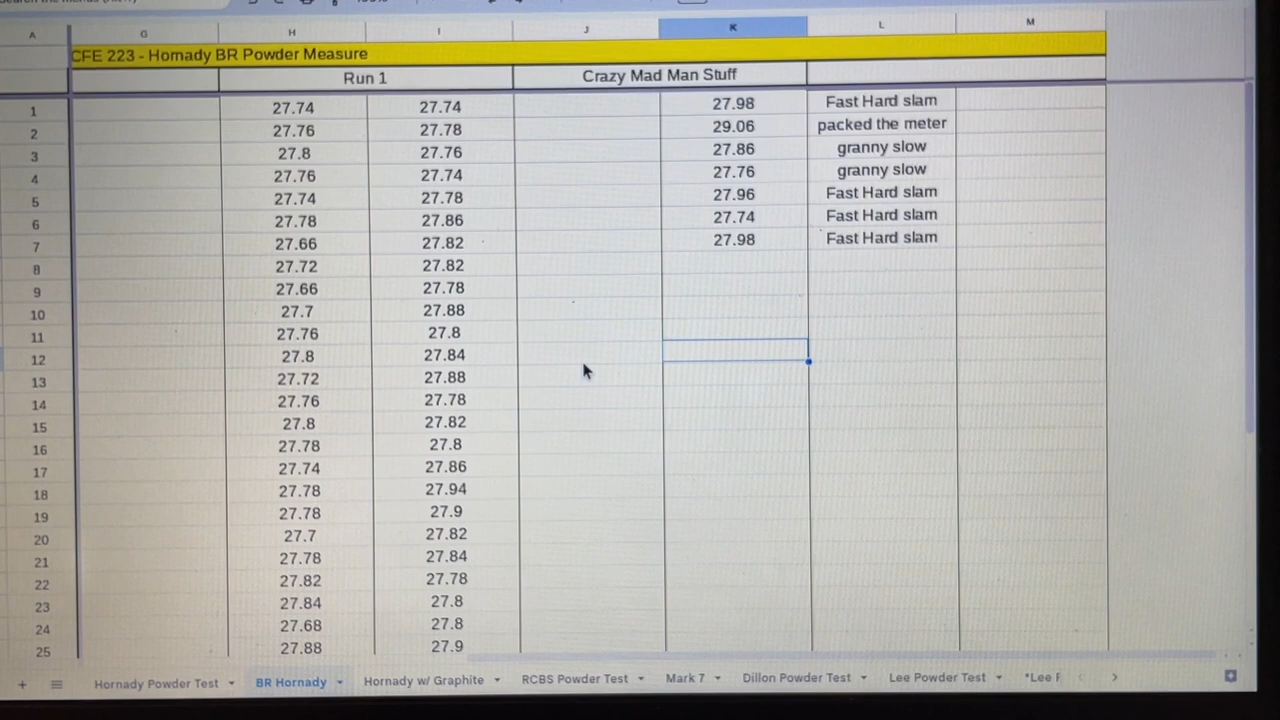 A G H I J K L M
CFE 223 - Hornady BR Powder Measure
Run 1 Crazy Mad Man Stuff
1 27.74 27.74 27.98 Fast Hard slam
2 27.76 27.78 29.06 packed the meter
3 27.8 27.76 27.86 granny slow
4 27.76 27.74 27.76 granny slow
5 27.74 27.78 27.96 Fast Hard slam
6 27.78 27.86 27.74 Fast Hard slam
7 27.66 27.82 27.98 Fast Hard slam
8 27.72 27.82
9 27.66 27.78
10 27.7 27.88
11 27.76 27.8
12 27.8 27.84
13 27.72 27.88
14 27.76 27.78
15 27.8 27.82
16 27.78 27.8
17 27.74 27.86
18 27.78 27.94
19 27.78 27.9
20 27.7 27.82
21 27.78 27.84
22 27.82 27.78
23 27.84 27.8
24 27.68 27.8
25 27.88 27.9
Hornady Powder Test BR Hornady Hornady w/ Graphite RCBS Powder Test Mark 7 Dillon Powder Test Lee Powder Test *Lee